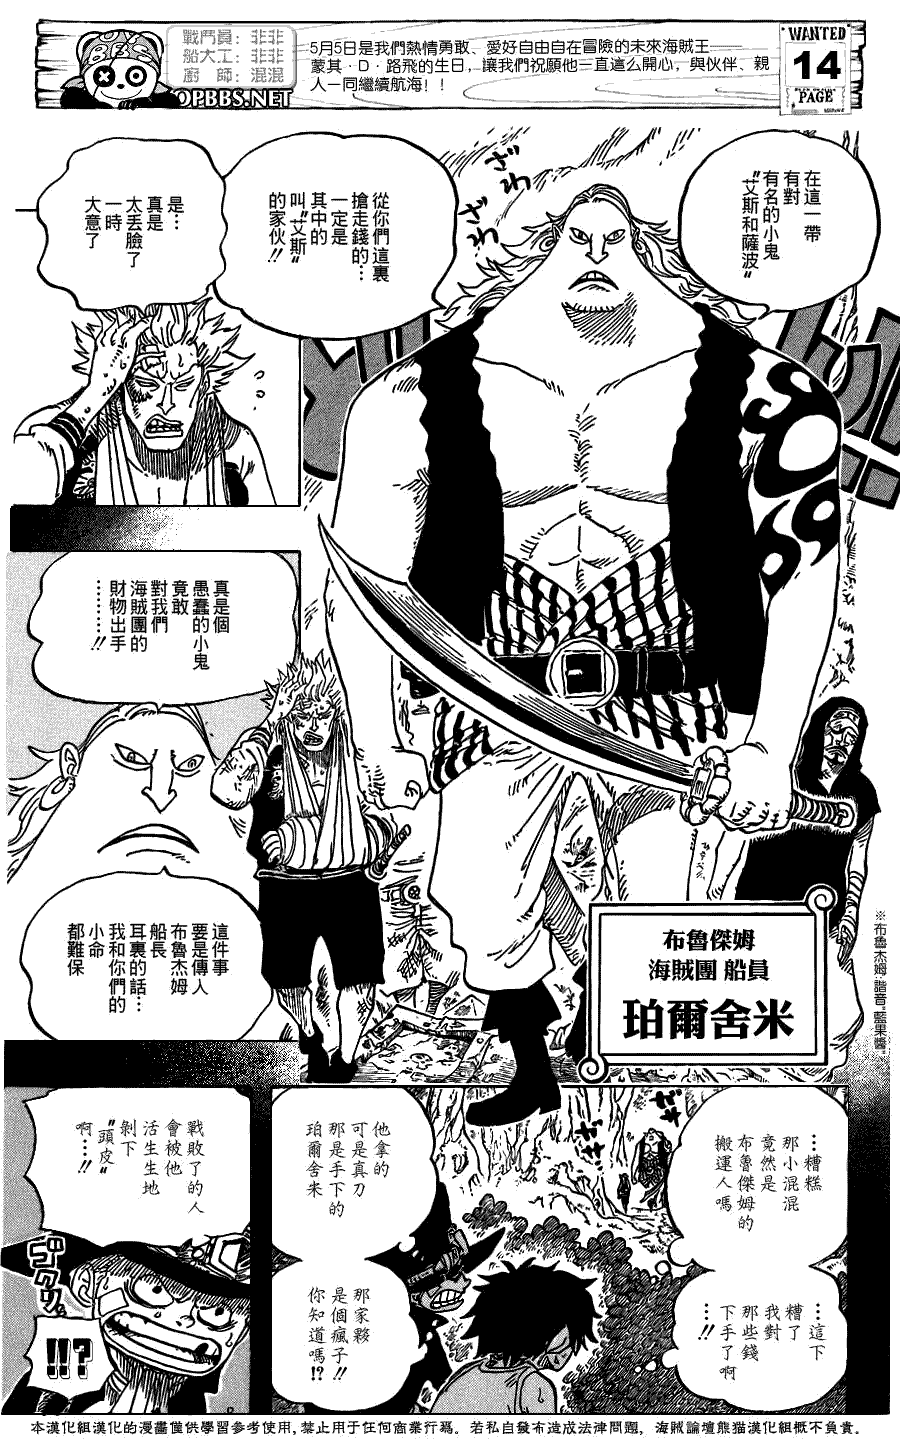 戰鬥員：非非
船大工：非非
廚　師：混混
OPBBS.NET
5月5日是我們熱情勇敢、愛好自由自在冒險的未來海賊王——
蒙其·D·路飛的生日，讓我們祝願他一直這么開心，與伙伴、親
人一同繼續航海！！
WANTED
14
PAGE
在這一帶
有對
有名的小鬼
“艾斯和薩波”
從你們這裏
搶走錢的…
一定是
其中的
叫“艾斯”
的家伙!!
是…
真是
太丟臉了
一時
大意了
ざわ
ざわ
真是個
愚蠢的小鬼
竟敢
對我們
海賊團的
財物出手
………!!
這件事
要是傳人
布魯杰姆
船長
耳裏的話…
我和你們的
小命
都難保
布魯傑姆
海賊團 船員
珀爾舍米
※布魯杰姆：諧音“藍果醬”
…糟糕
那小混混
竟然是
布魯傑姆的
搬運人嗎
…這下
糟了
我對
那些錢
下手了啊
…!!
他拿的
可是真刀
那是手下的
珀爾舍米
那家夥
是個瘋子
你知道嗎!?
戰敗了的人
會被他
活生生地
剝下
“頭皮”
啊…!!
ゴクリ
!!?
本漢化組漢化的漫畫僅供學習參考使用，禁止用于任何商業行爲。若私自發布造成法律問題，海賊論壇熊猫漢化組概不負責。